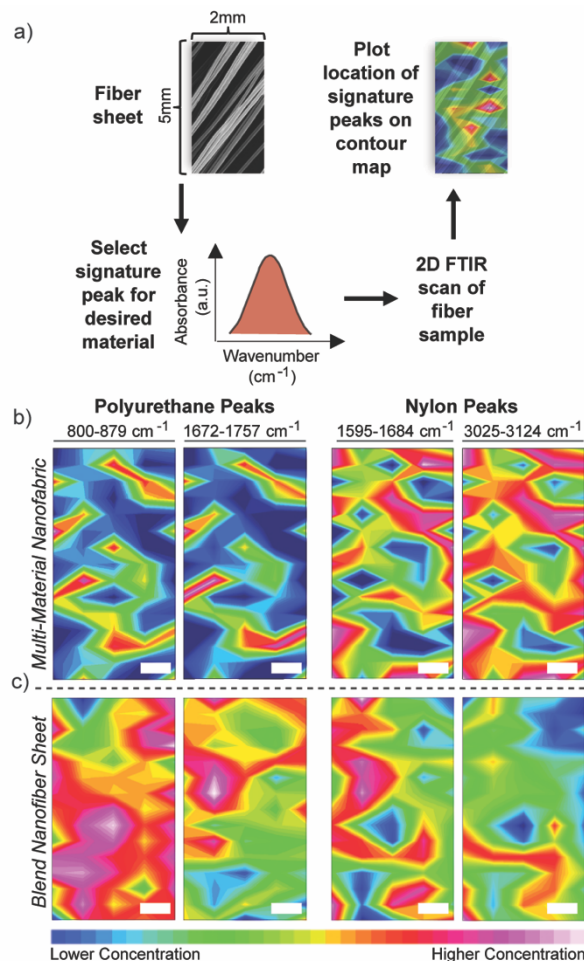 a)
2mm
5mm
Fiber
sheet
Plot
location of
signature
peaks on
contour
map
Select
signature
peak for
desired
material
Absorbance
(a.u.)
Wavenumber
(cm-1)
2D FTIR
scan of
fiber
sample
b)
Polyurethane Peaks
Nylon Peaks
800-879 cm-1
1672-1757 cm-1
1595-1684 cm-1
3025-3124 cm-1
Multi-Material Nanofabric
c)
Blend Nanofiber Sheet
Lower Concentration
Higher Concentration